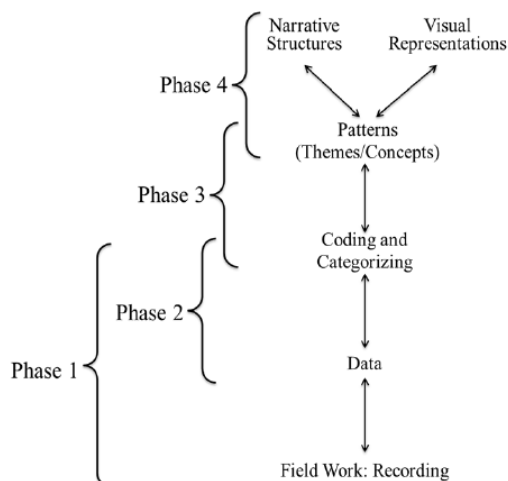 Narrative
Structures
Visual
Representations
Phase 4
Patterns
(Themes/Concepts)
Phase 3
Coding and
Categorizing
Phase 2
Data
Phase 1
Field Work: Recording